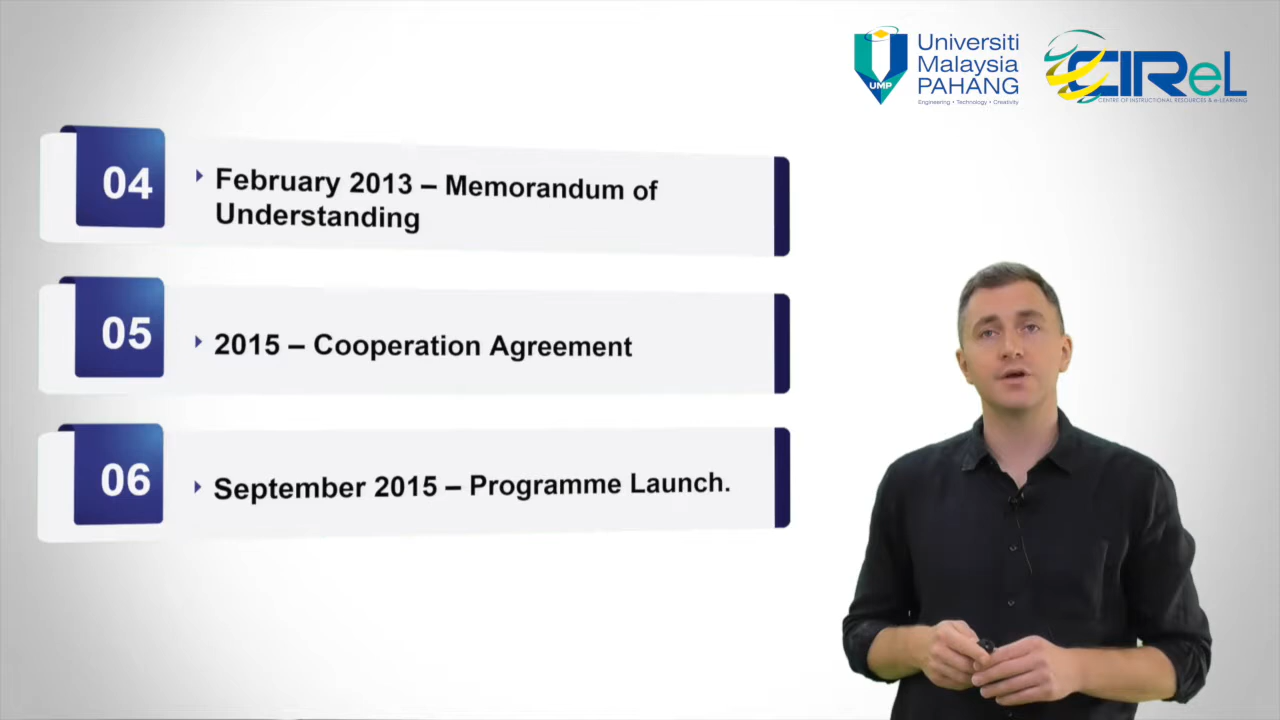 Universiti
Malaysia
PAHANG
UMP
Engineering • Technology • Creativity
CIReL
CENTRE OF INSTRUCTIONAL RESOURCES & e-LEARNING
04
February 2013 – Memorandum of
Understanding
05
2015 – Cooperation Agreement
06
September 2015 – Programme Launch.